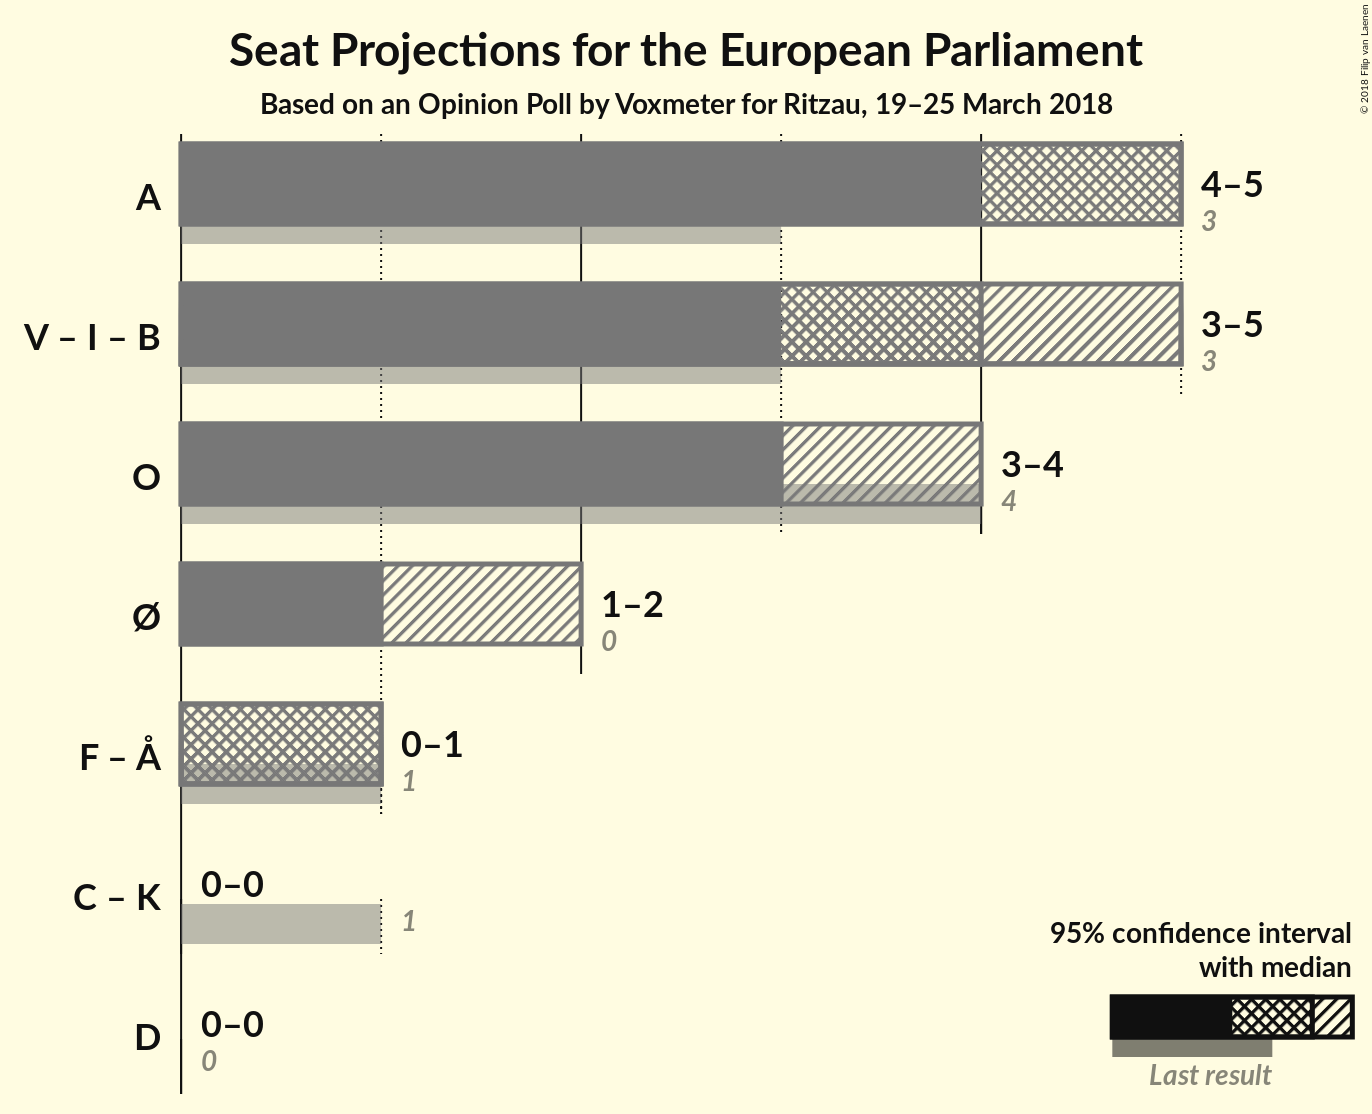 Seat Projections for the European Parliament
Based on an Opinion Poll by Voxmeter for Ritzau, 19–25 March 2018
© 2018 Filip van Laenen
A
4–5
3
V – I – B
3–5
3
O
3–4
4
Ø
1–2
0
F – Å
0–1
1
C – K
0–0
1
D
0–0
0
95% confidence interval
with median
Last result